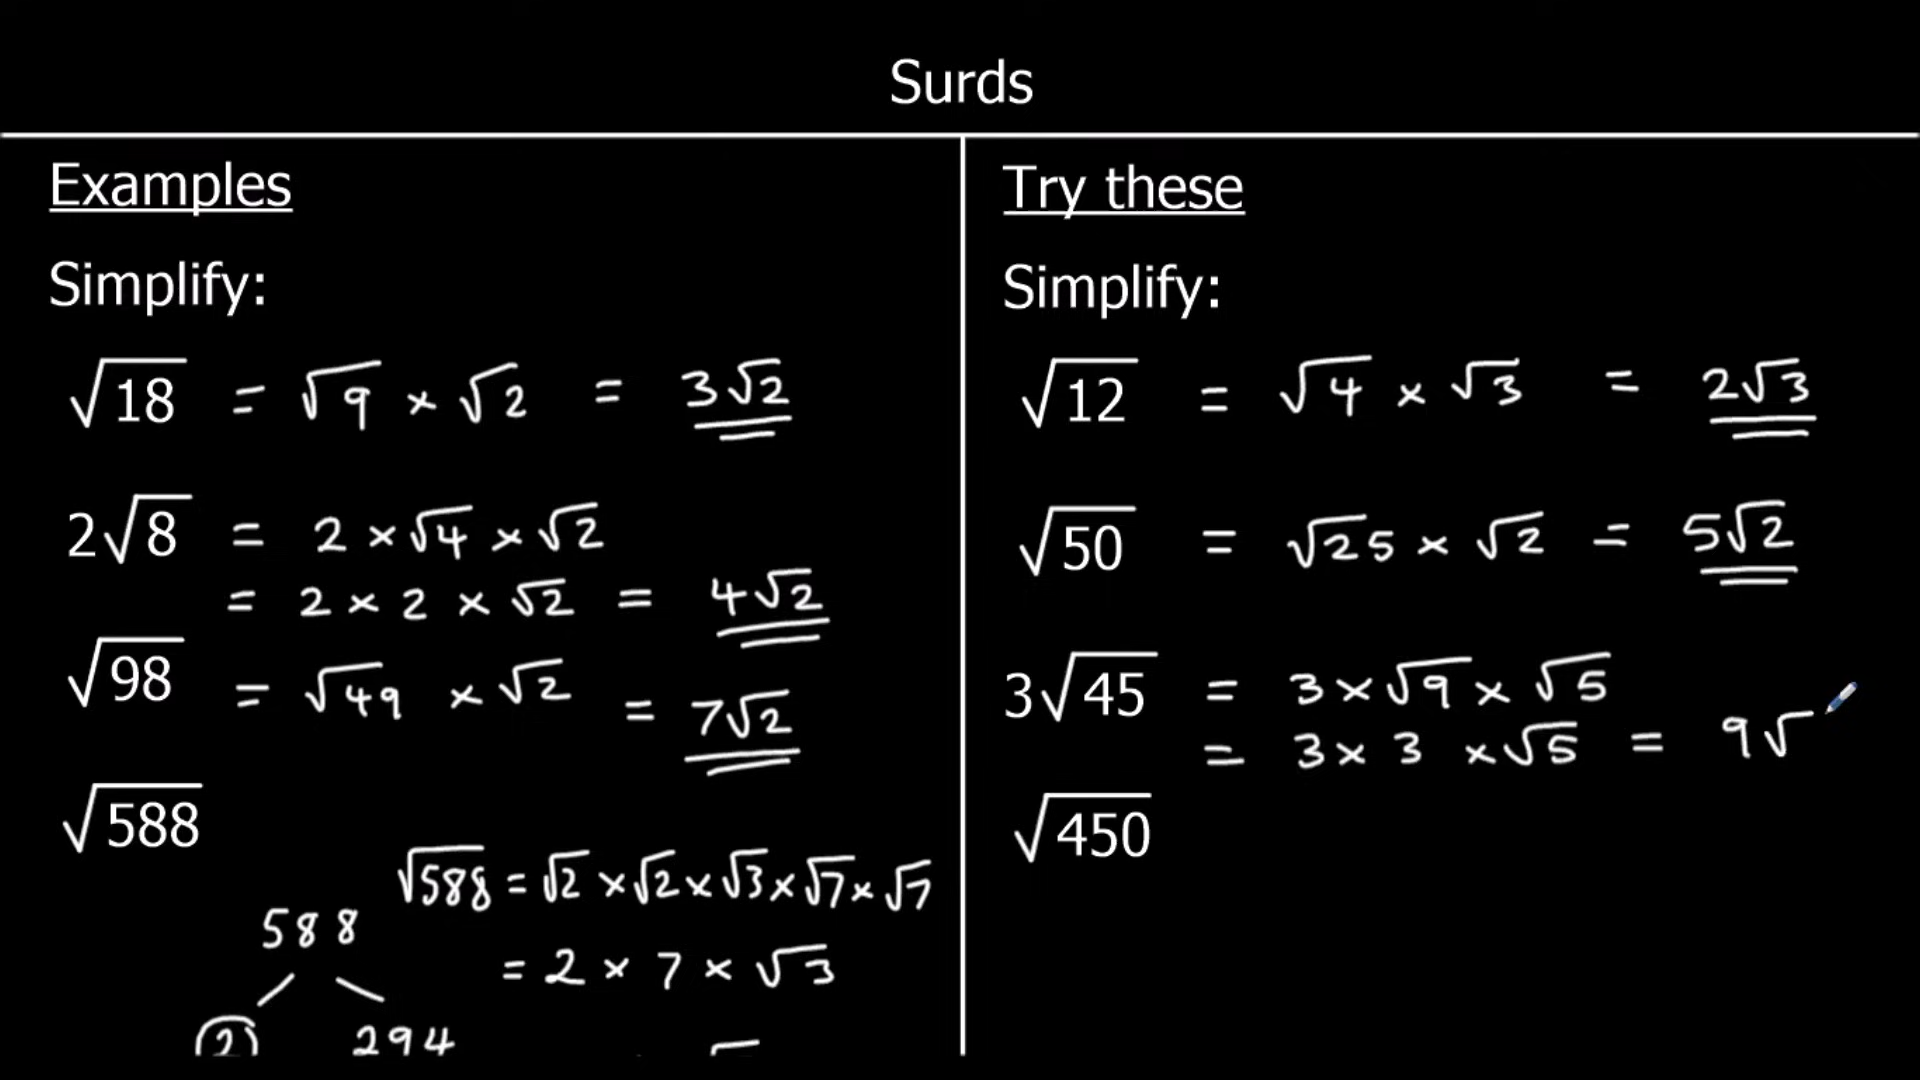 Surds
Examples
Simplify:
√18 = √9 × √2 = 3√2
2√8 = 2 × √4 × √2
= 2 × 2 × √2 = 4√2
√98 = √49 × √2 = 7√2
√588
√588 = √2 × √2 × √3 × √7 × √7
588
= 2 × 7 × √3
2 294
Try these
Simplify:
√12 = √4 × √3 = 2√3
√50 = √25 × √2 = 5√2
3√45 = 3 × √9 × √5
= 3 × 3 × √5 = 9√
√450